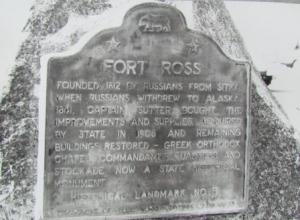 FORT ROSS
FOUNDED 1812 BY RUSSIANS FROM SITKA.
WHEN RUSSIANS WITHDREW TO ALASKA
1841, CAPTAIN SUTTER BOUGHT THE
IMPROVEMENTS AND SUPPLIES. ACQUIRED
BY STATE IN 1906 AND REMAINING
BUILDINGS RESTORED – GREEK ORTHODOX
CHAPEL, COMMANDANT'S QUARTERS AND
STOCKADE. NOW A STATE HISTORICAL
MONUMENT.
HISTORICAL LANDMARK NO. 5